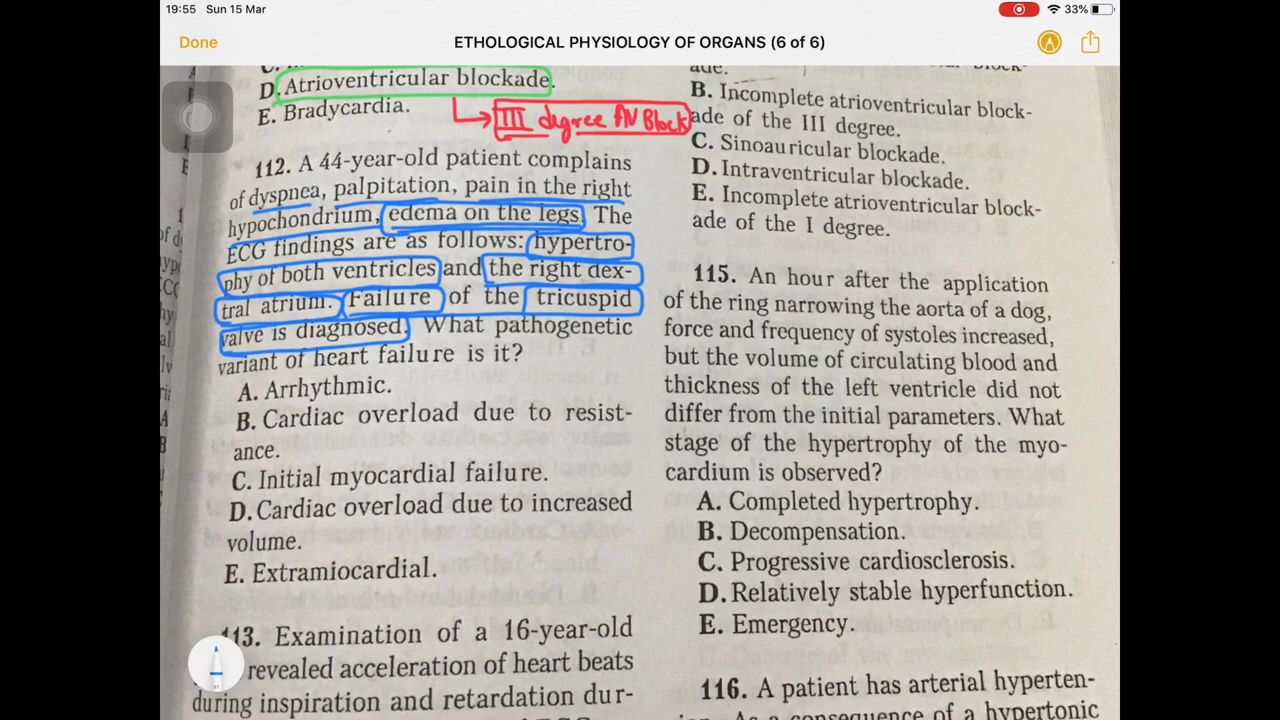 19:55 Sun 15 Mar
33%
Done
ETHOLOGICAL PHYSIOLOGY OF ORGANS (6 of 6)
D. Atrioventricular blockade.
E. Bradycardia.
III degree AV Block
112. A 44-year-old patient complains
of dyspnea, palpitation, pain in the right
hypochondrium, edema on the legs. The
ECG findings are as follows: hypertro-
phy of both ventricles and the right dex-
tral atrium. Failure of the tricuspid
valve is diagnosed. What pathogenetic
variant of heart failure is it?
A. Arrhythmic.
B. Cardiac overload due to resist-
ance.
C. Initial myocardial failure.
D. Cardiac overload due to increased
volume.
E. Extramiocardial.
13. Examination of a 16-year-old
revealed acceleration of heart beats
during inspiration and retardation dur-
ade.
B. Incomplete atrioventricular block-
ade of the III degree.
C. Sinoauricular blockade.
D. Intraventricular blockade.
E. Incomplete atrioventricular block-
ade of the I degree.
115. An hour after the application
of the ring narrowing the aorta of a dog,
force and frequency of systoles increased,
but the volume of circulating blood and
thickness of the left ventricle did not
differ from the initial parameters. What
stage of the hypertrophy of the myo-
cardium is observed?
A. Completed hypertrophy.
B. Decompensation.
C. Progressive cardiosclerosis.
D. Relatively stable hyperfunction.
E. Emergency.
116. A patient has arterial hyperten-
As a consequence of a hypertonic